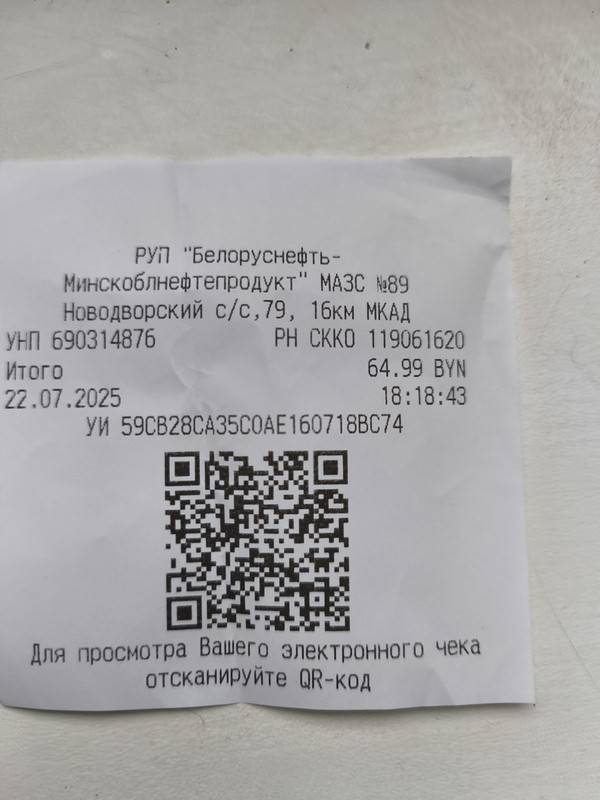 РУП "Белоруснефть-
Минскоблнефтепродукт" МАЗС №89
Новодворский с/с,79, 16км МКАД
УНП 690314876 РН СККО 119061620
Итого 64.99 BYN
22.07.2025 18:18:43
УИ 59CB28CA35C0AE160718BC74
Для просмотра Вашего электронного чека
отсканируйте QR-код